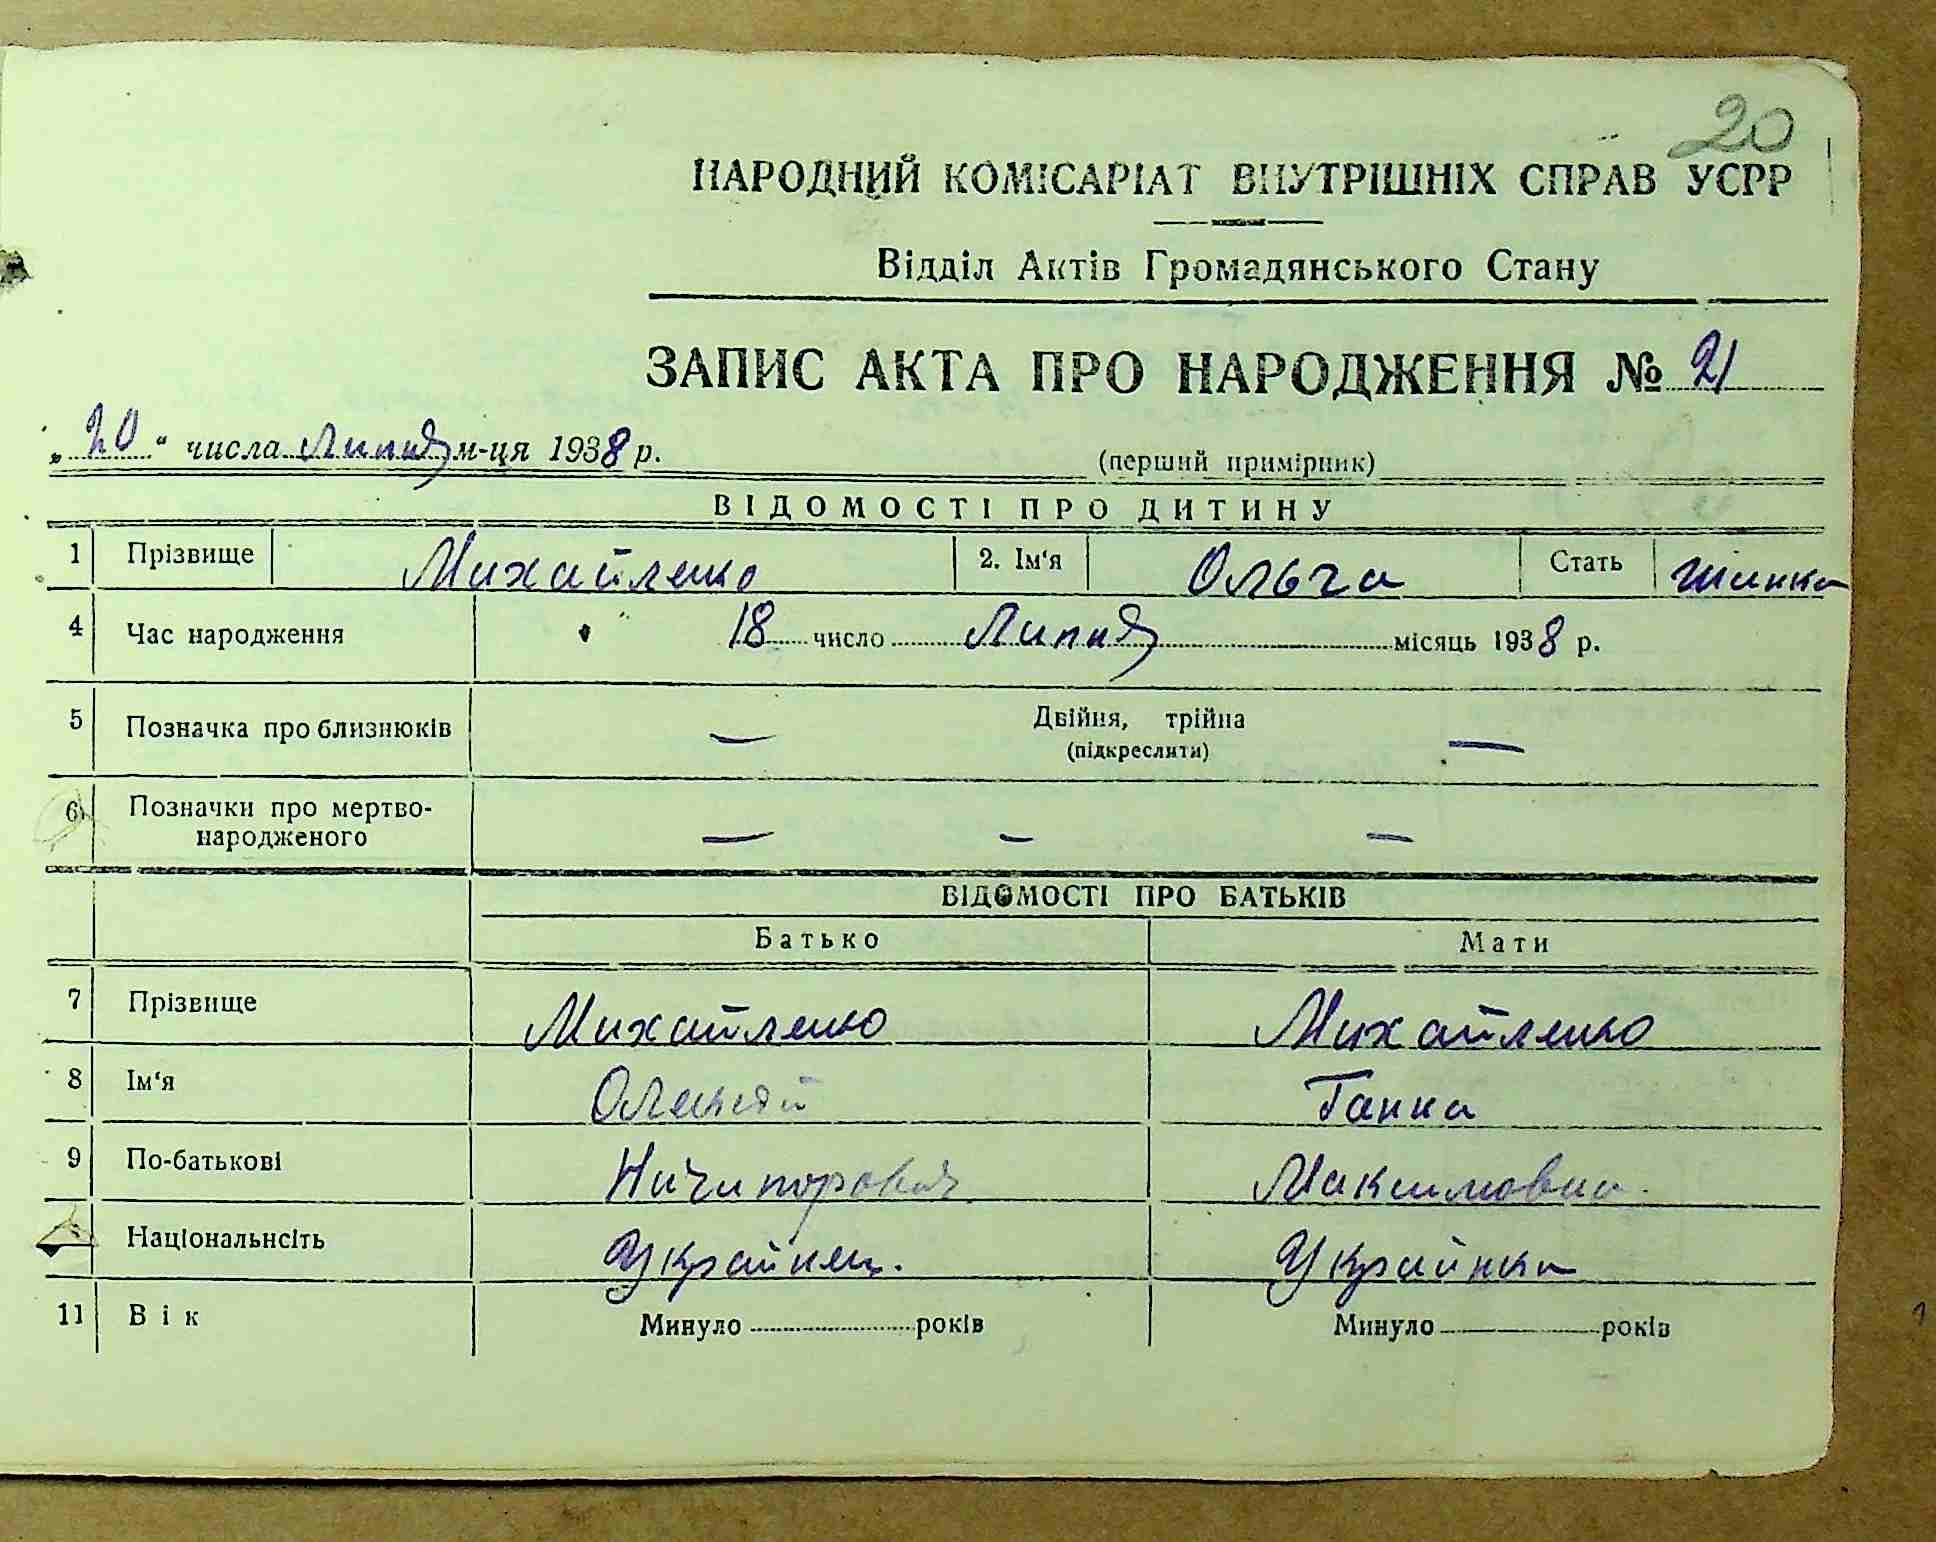 20
НАРОДНИЙ КОМІСАРІАТ ВНУТРІШНІХ СПРАВ УСРР
Відділ Актів Громадянського Стану
ЗАПИС АКТА ПРО НАРОДЖЕННЯ № 21
„20“ числа Липня м-ця 1938 р.
(перший примірник)
ВІДОМОСТІ ПРО ДИТИНУ
1 Прізвище Михайленко 2. Ім‘я Ольга Стать жінка
4 Час народження 18 число Липня місяць 1938 р.
5 Позначка про близнюків — Двійня, трійна —
(підкреслити)
6 Позначки про мертво-
народженого — — —
ВІДОМОСТІ ПРО БАТЬКІВ
Батько Мати
7 Прізвище Михайленко Михайленко
8 Ім‘я Олексій Ганна
9 По-батькові Ничипорович Максимовна
Національнсіть Українец. Українка
11 Вік Минуло років Минуло років